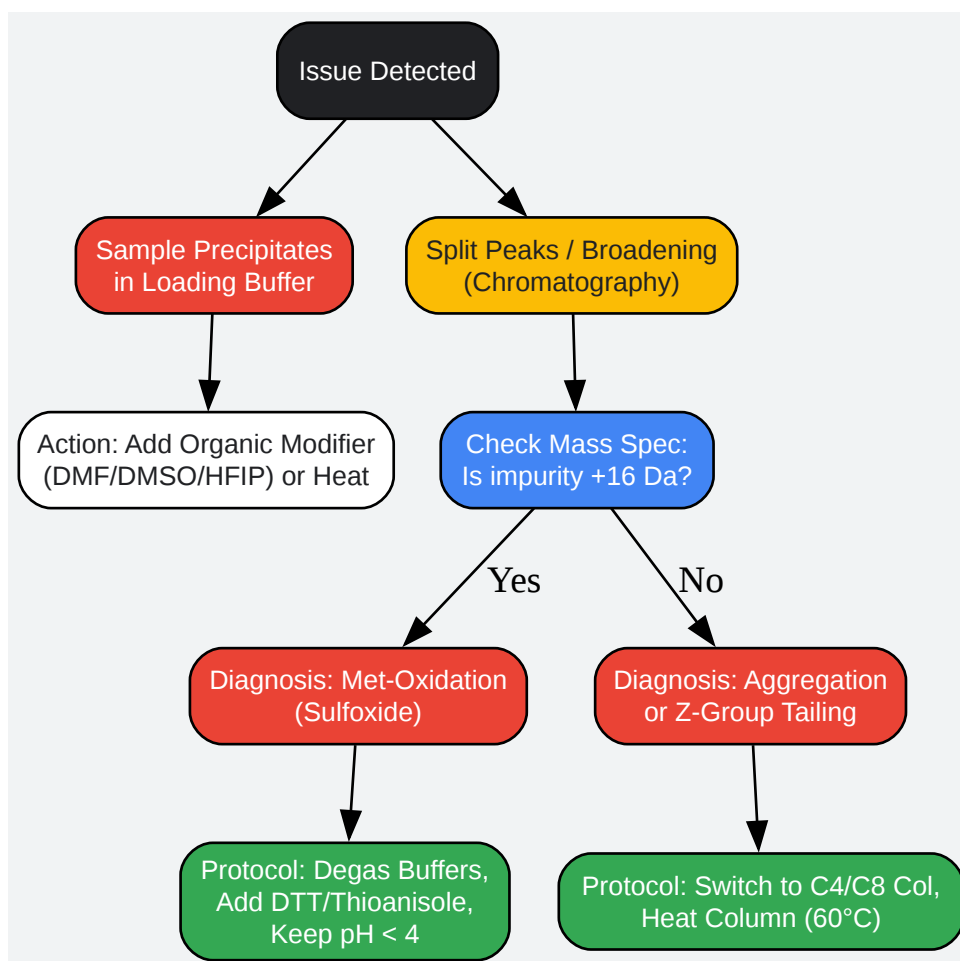 Issue Detected
Sample Precipitates
in Loading Buffer
Split Peaks / Broadening
(Chromatography)
Action: Add Organic Modifier
(DMF/DMSO/HFIP) or Heat
Check Mass Spec:
Is impurity +16 Da?
Yes
No
Diagnosis: Met-Oxidation
(Sulfoxide)
Diagnosis: Aggregation
or Z-Group Tailing
Protocol: Degas Buffers,
Add DTT/Thioanisole,
Keep pH < 4
Protocol: Switch to C4/C8 Col,
Heat Column (60°C)